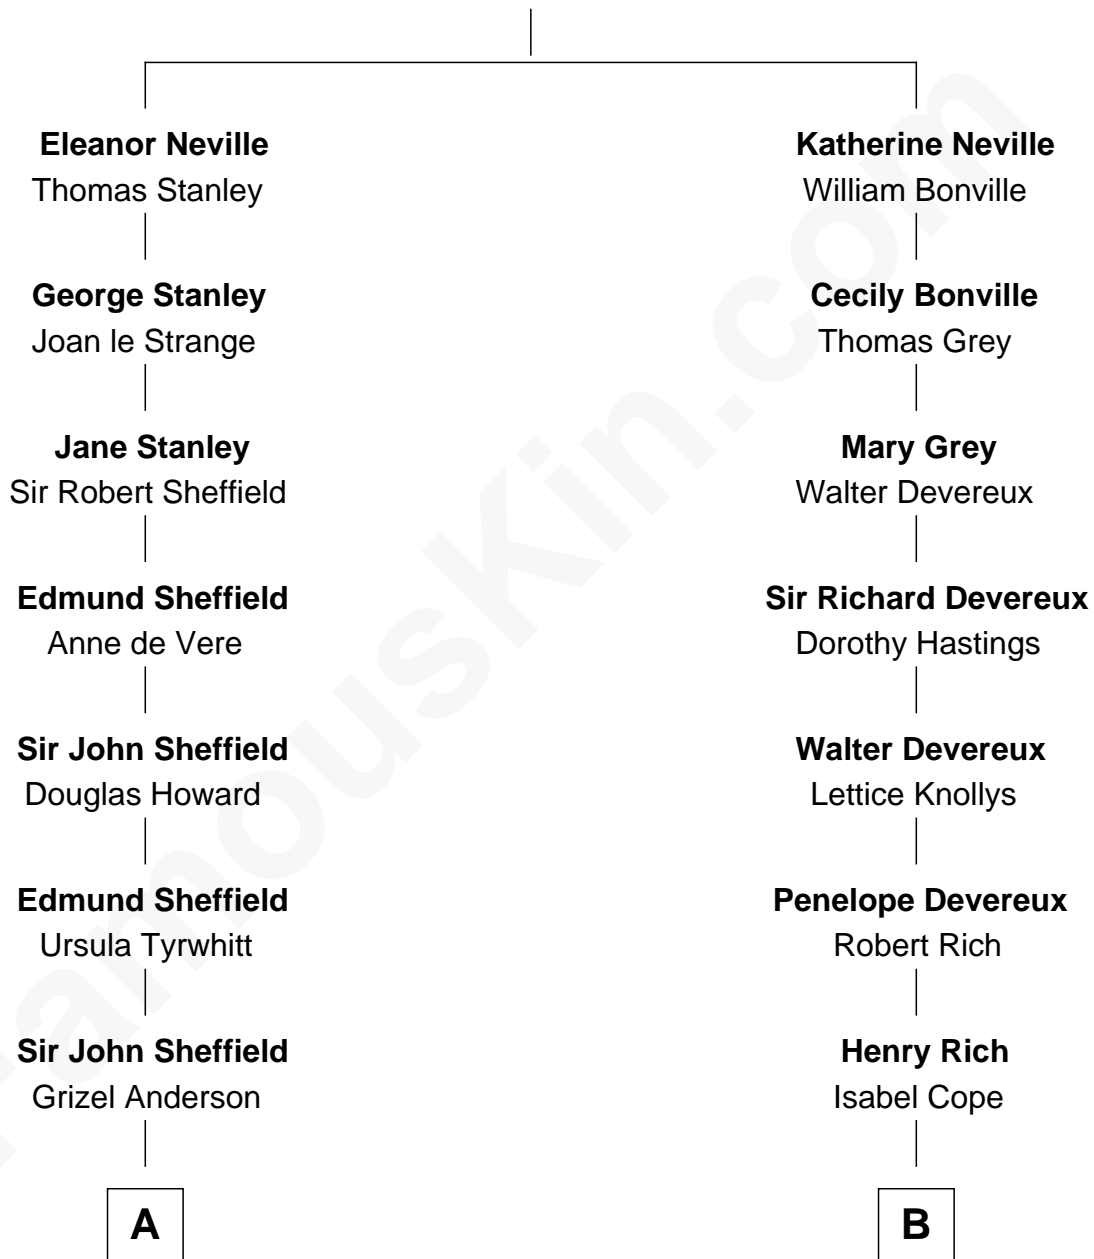 Eleanor Neville
Thomas Stanley
George Stanley
Joan le Strange
Jane Stanley
Sir Robert Sheffield
Edmund Sheffield
Anne de Vere
Sir John Sheffield
Douglas Howard
Edmund Sheffield
Ursula Tyrwhitt
Sir John Sheffield
Grizel Anderson
A
Katherine Neville
William Bonville
Cecily Bonville
Thomas Grey
Mary Grey
Walter Devereux
Sir Richard Devereux
Dorothy Hastings
Walter Devereux
Lettice Knollys
Penelope Devereux
Robert Rich
Henry Rich
Isabel Cope
B
FamousKin.com